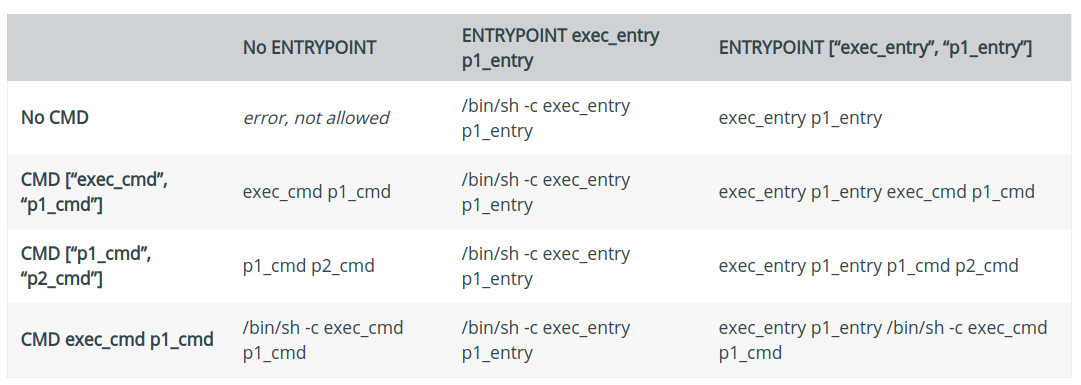 No ENTRYPOINT
ENTRYPOINT exec_entry
p1_entry
ENTRYPOINT [“exec_entry”, “p1_entry”]
No CMD
error, not allowed
/bin/sh -c exec_entry
p1_entry
exec_entry p1_entry
CMD [“exec_cmd”,
“p1_cmd”]
exec_cmd p1_cmd
/bin/sh -c exec_entry
p1_entry
exec_entry p1_entry exec_cmd p1_cmd
CMD [“p1_cmd”,
“p2_cmd”]
p1_cmd p2_cmd
/bin/sh -c exec_entry
p1_entry
exec_entry p1_entry p1_cmd p2_cmd
CMD exec_cmd p1_cmd
/bin/sh -c exec_cmd
p1_cmd
/bin/sh -c exec_entry
p1_entry
exec_entry p1_entry /bin/sh -c exec_cmd
p1_cmd